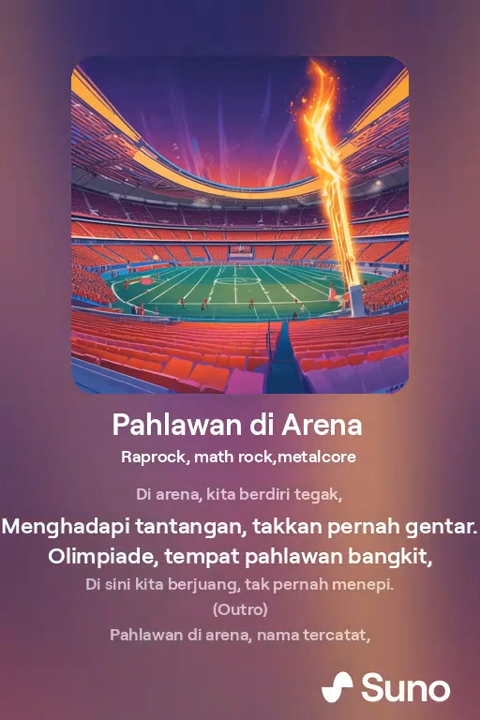 Pahlawan di Arena
Raprock, math rock,metalcore
Di arena, kita berdiri tegak,
Menghadapi tantangan, takkan pernah gentar.
Olimpiade, tempat pahlawan bangkit,
Di sini kita berjuang, tak pernah menepi.
(Outro)
Pahlawan di arena, nama tercatat,
Suno